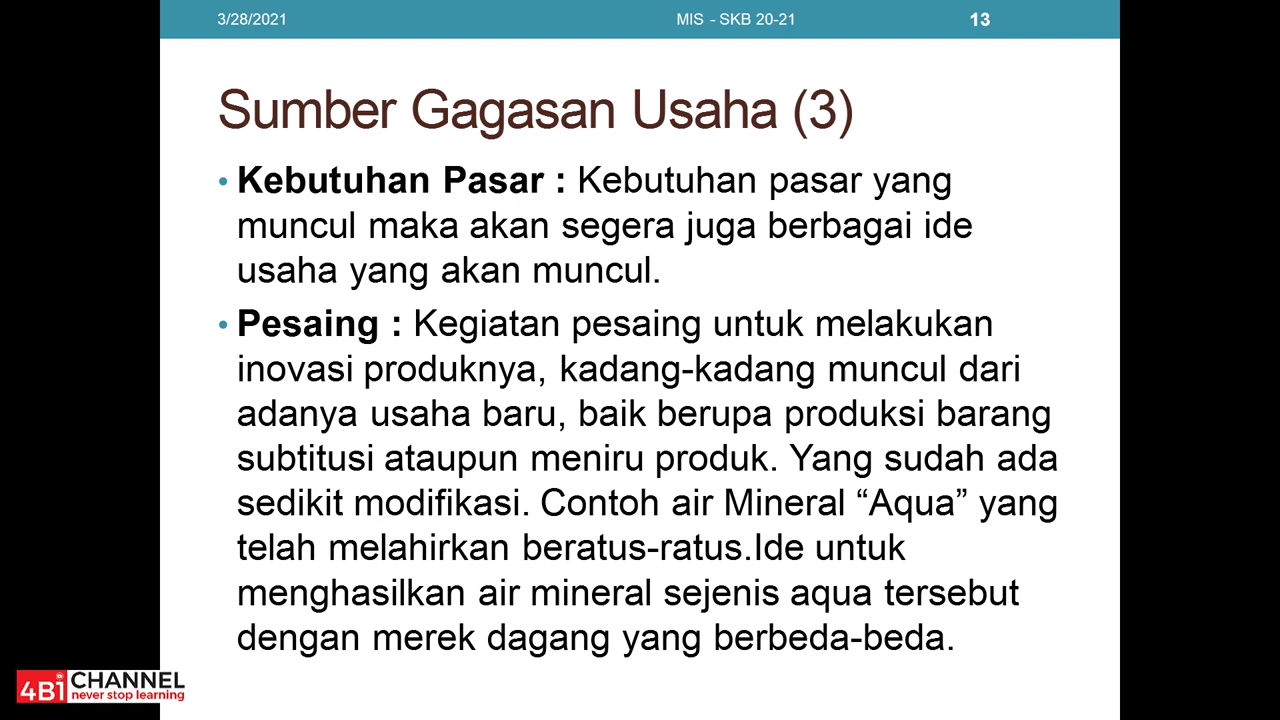 3/28/2021 MIS - SKB 20-21 13
Sumber Gagasan Usaha (3)
• Kebutuhan Pasar : Kebutuhan pasar yang
muncul maka akan segera juga berbagai ide
usaha yang akan muncul.
• Pesaing : Kegiatan pesaing untuk melakukan
inovasi produknya, kadang-kadang muncul dari
adanya usaha baru, baik berupa produksi barang
subtitusi ataupun meniru produk. Yang sudah ada
sedikit modifikasi. Contoh air Mineral “Aqua” yang
telah melahirkan beratus-ratus.Ide untuk
menghasilkan air mineral sejenis aqua tersebut
dengan merek dagang yang berbeda-beda.
4Bi CHANNEL
never stop learning